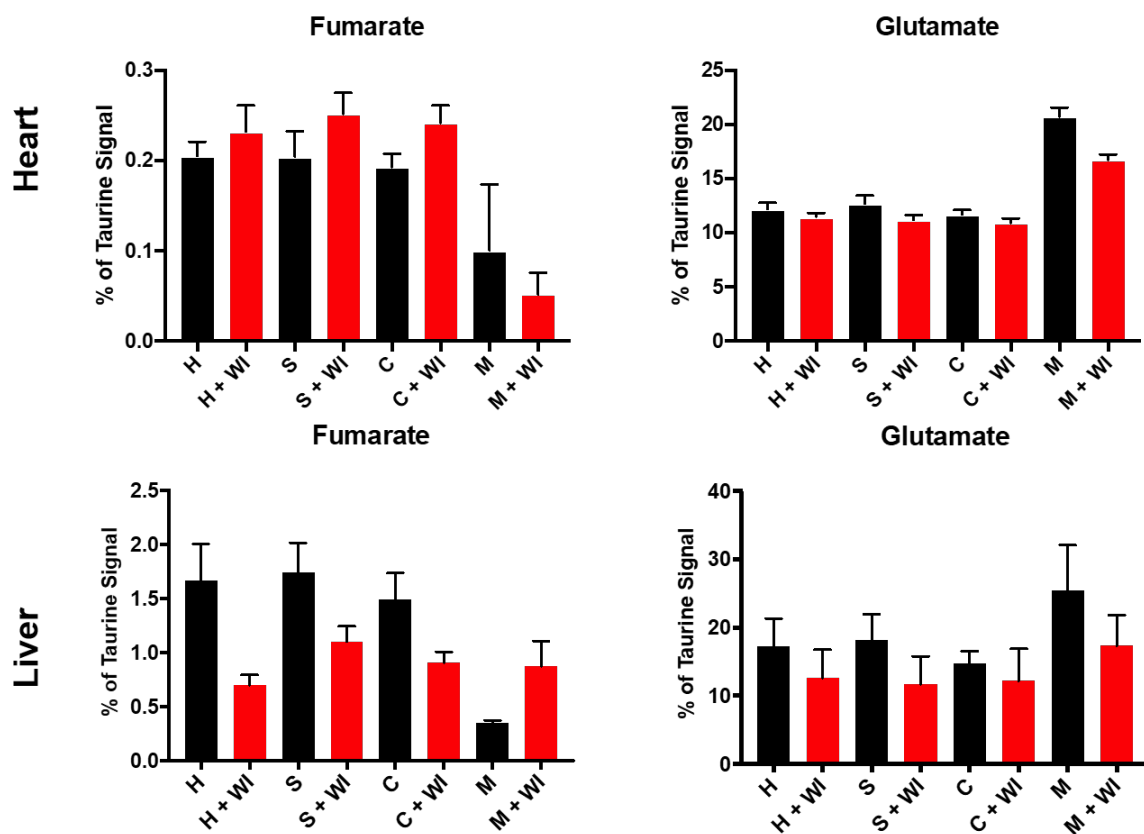 Heart
Fumarate
% of Taurine Signal
0.3
0.2
0.1
0.0
H
H + WI
S
S + WI
C
C + WI
M
M + WI
Glutamate
% of Taurine Signal
25
20
15
10
5
0
H
H + WI
S
S + WI
C
C + WI
M
M + WI
Liver
Fumarate
% of Taurine Signal
2.5
2.0
1.5
1.0
0.5
0.0
H
H + WI
S
S + WI
C
C + WI
M
M + WI
Glutamate
% of Taurine Signal
40
30
20
10
0
H
H + WI
S
S + WI
C
C + WI
M
M + WI